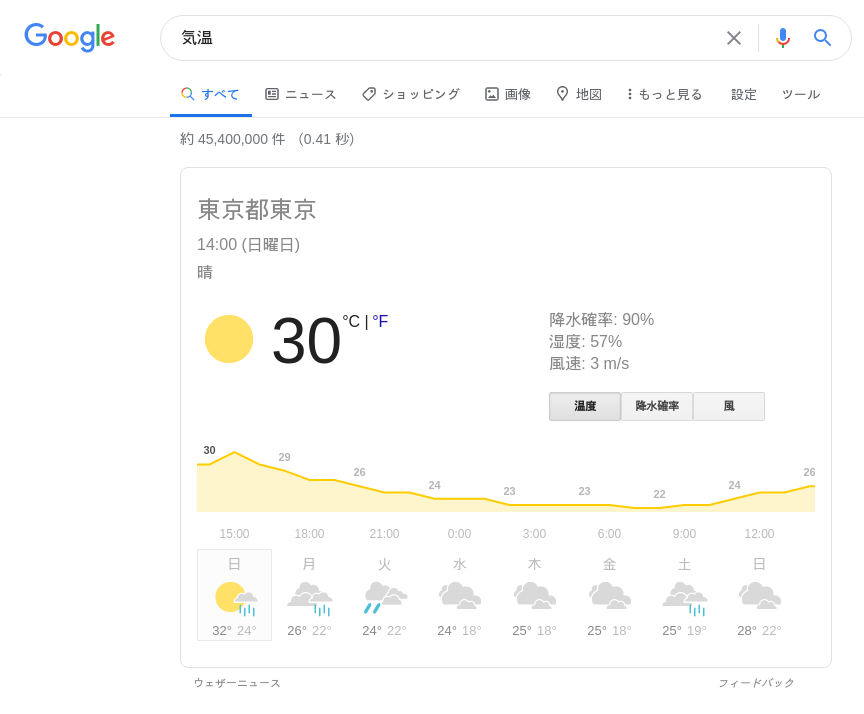 Google
気温
すべて ニュース ショッピング 画像 地図 もっと見る 設定 ツール
約 45,400,000 件 （0.41 秒）
東京都東京
14:00 (日曜日)
晴
30 °C | °F
降水確率: 90%
湿度: 57%
風速: 3 m/s
温度 降水確率 風
30 29 26 24 23 23 22 24 26
15:00 18:00 21:00 0:00 3:00 6:00 9:00 12:00
日 月 火 水 木 金 土 日
32° 24° 26° 22° 24° 22° 24° 18° 25° 18° 25° 18° 25° 19° 28° 22°
ウェザーニュース フィードバック